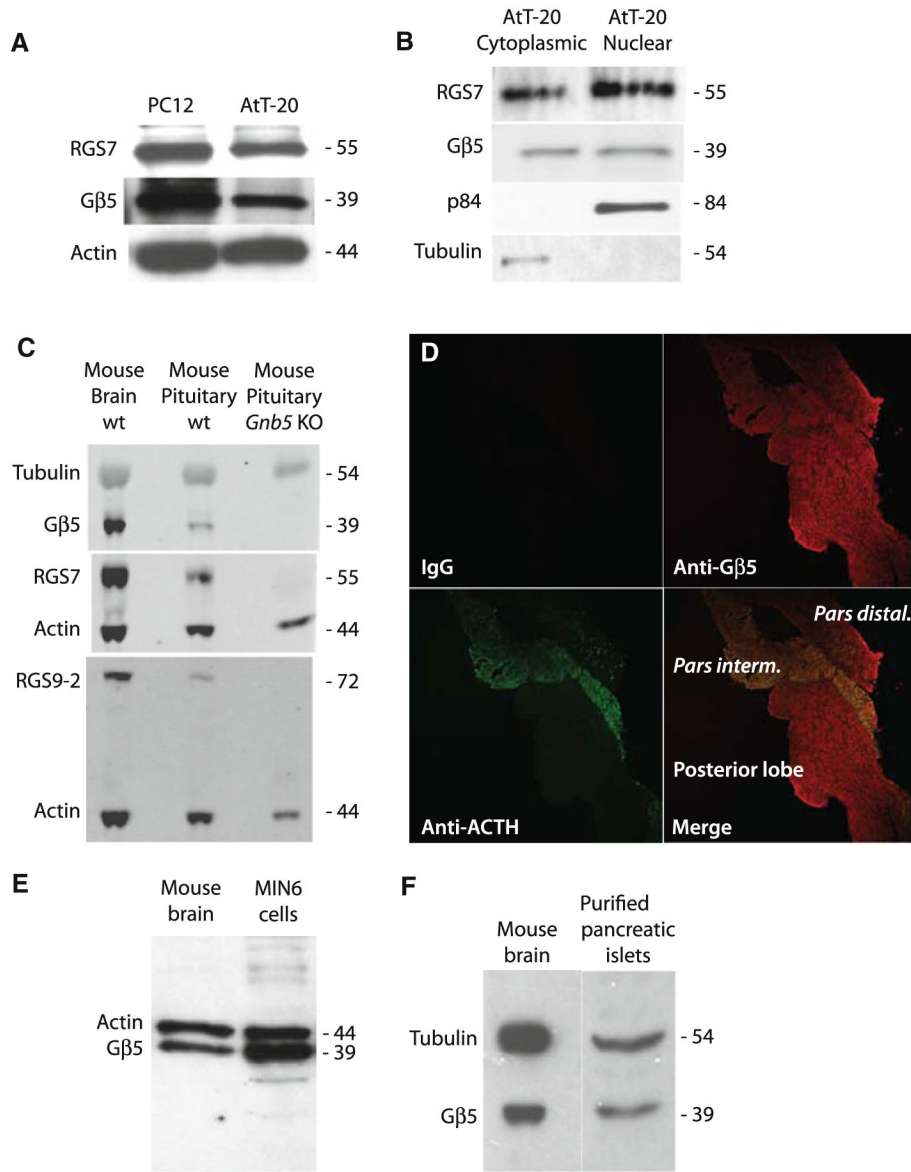 A
PC12 AtT-20
RGS7 - 55
Gβ5 - 39
Actin - 44
B
AtT-20 AtT-20
Cytoplasmic Nuclear
RGS7 - 55
Gβ5 - 39
p84 - 84
Tubulin - 54
C
Mouse Mouse Mouse
Brain Pituitary Pituitary
wt wt Gnb5 KO
Tubulin - 54
Gβ5 - 39
RGS7 - 55
Actin - 44
RGS9-2 - 72
Actin - 44
D
IgG Anti-Gβ5
Pars distal.
Pars interm.
Posterior lobe
Anti-ACTH Merge
E
Mouse MIN6
brain cells
Actin - 44
Gβ5 - 39
F
Purified
Mouse pancreatic
brain islets
Tubulin - 54
Gβ5 - 39